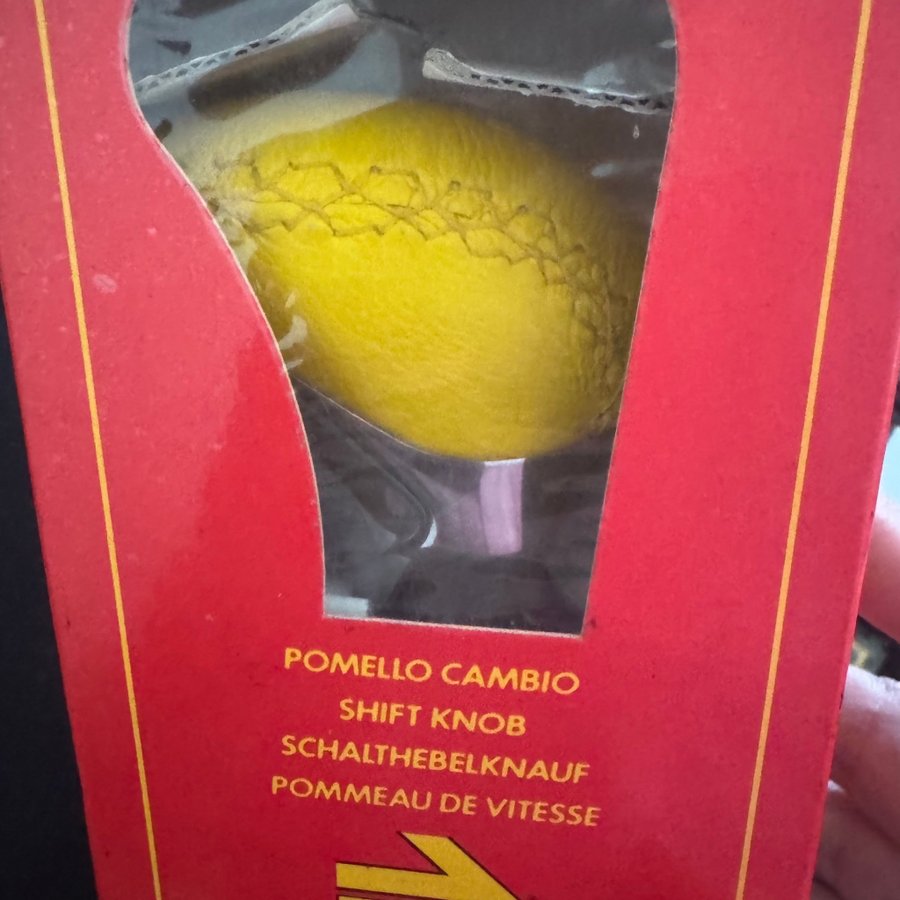 POMELLO CAMBIO
SHIFT KNOB
SCHALTHEBELKNAUF
POMMEAU DE VITESSE